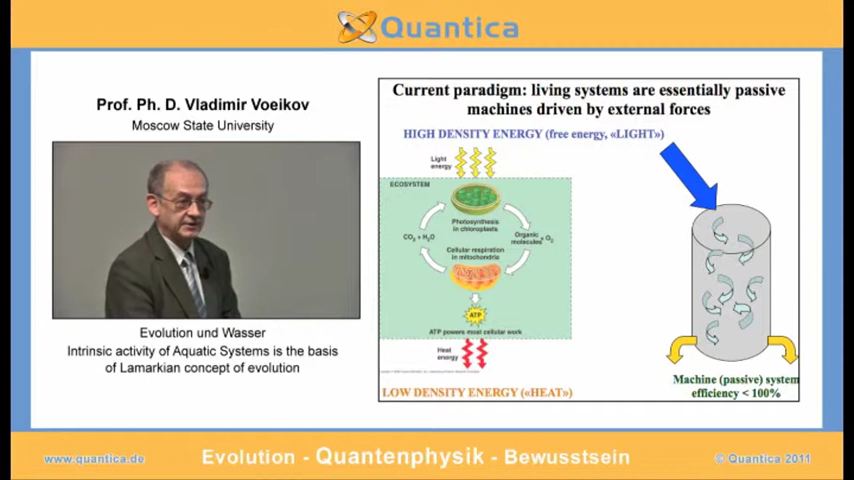 Quantica
Prof. Ph. D. Vladimir Voeikov
Moscow State University
Evolution und Wasser
Intrinsic activity of Aquatic Systems is the basis
of Lamarkian concept of evolution
Current paradigm: living systems are essentially passive
machines driven by external forces
HIGH DENSITY ENERGY (free energy, «LIGHT»)
Light
energy
ECOSYSTEM
Photosynthesis
in chloroplasts
CO2 + H2O
Organic
molecules + O2
Cellular respiration
in mitochondria
ATP
ATP powers most cellular work
Heat
energy
LOW DENSITY ENERGY («HEAT»)
Machine (passive) system
efficiency < 100%
www.quantica.de
Evolution - Quantenphysik - Bewusstsein
© Quantica 2011